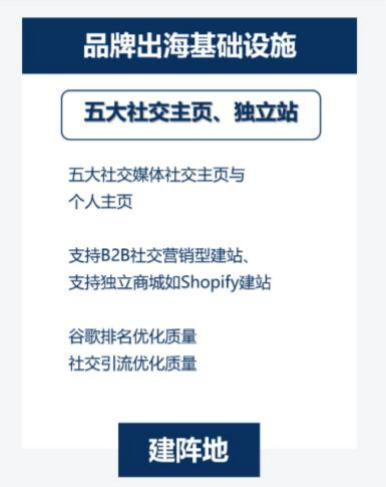 品牌出海基础设施
五大社交主页、独立站
五大社交媒体社交主页与
个人主页
支持B2B社交营销型建站、
支持独立商城如Shopify建站
谷歌排名优化质量
社交引流优化质量
建阵地